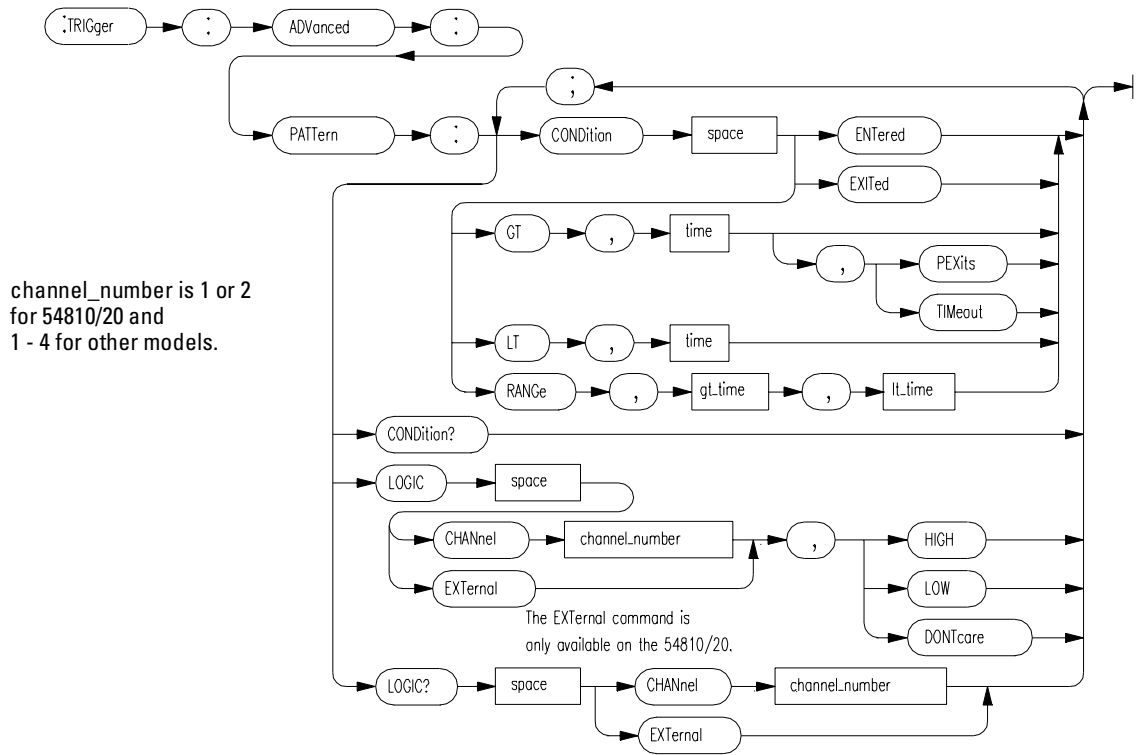 :TRIGger : ADVanced :
;
PATTern : CONDition space ENTered
EXITed
GT , time
, PEXits
TIMeout
channel_number is 1 or 2
for 54810/20 and
1 - 4 for other models.
LT , time
RANGe , gt_time , lt_time
CONDition?
LOGIC space
CHANnel channel_number , HIGH
EXTernal LOW
The EXTernal command is
only available on the 54810/20.
DONTcare
LOGIC? space CHANnel channel_number
EXTernal